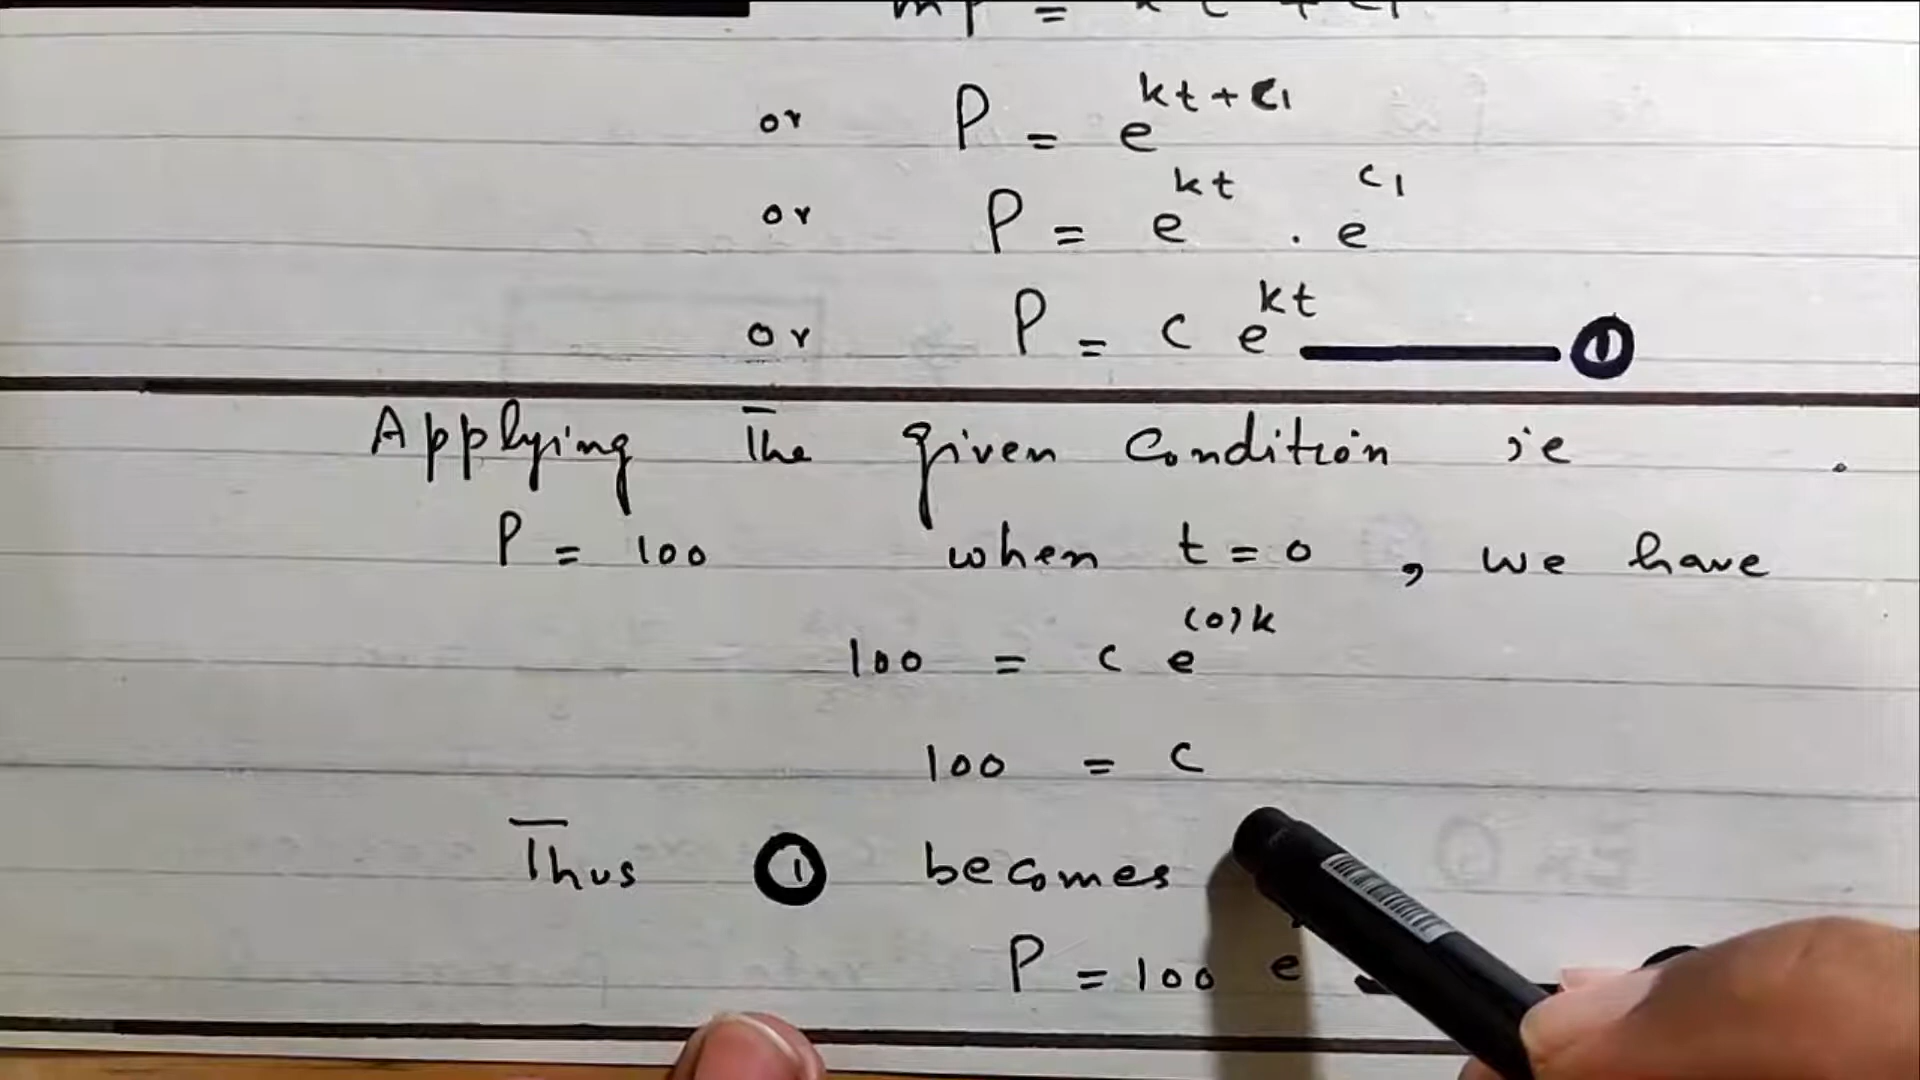 or P = e^{kt + c1}
or P = e^{kt} . e^{c1}
or P = c e^{kt} ——— ①
Applying The given Condition ie
P = 100 when t = 0 , we have
100 = c e^{(0)k}
100 = c
Thus ① becomes
P = 100 e